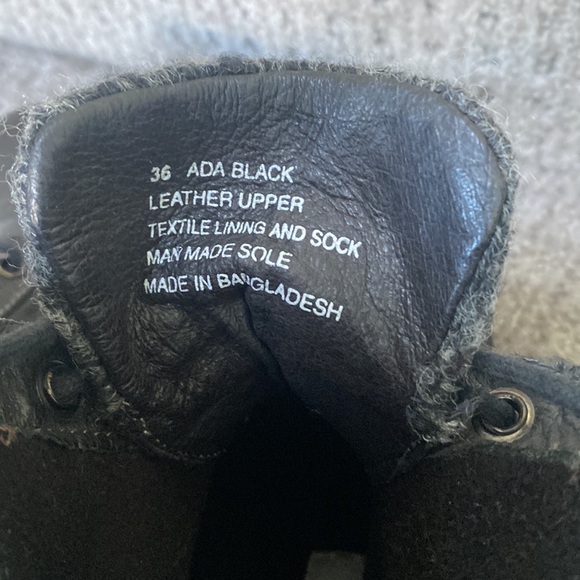 36 ADA BLACK
LEATHER UPPER
TEXTILE LINING AND SOCK
MAN MADE SOLE
MADE IN BANGLADESH